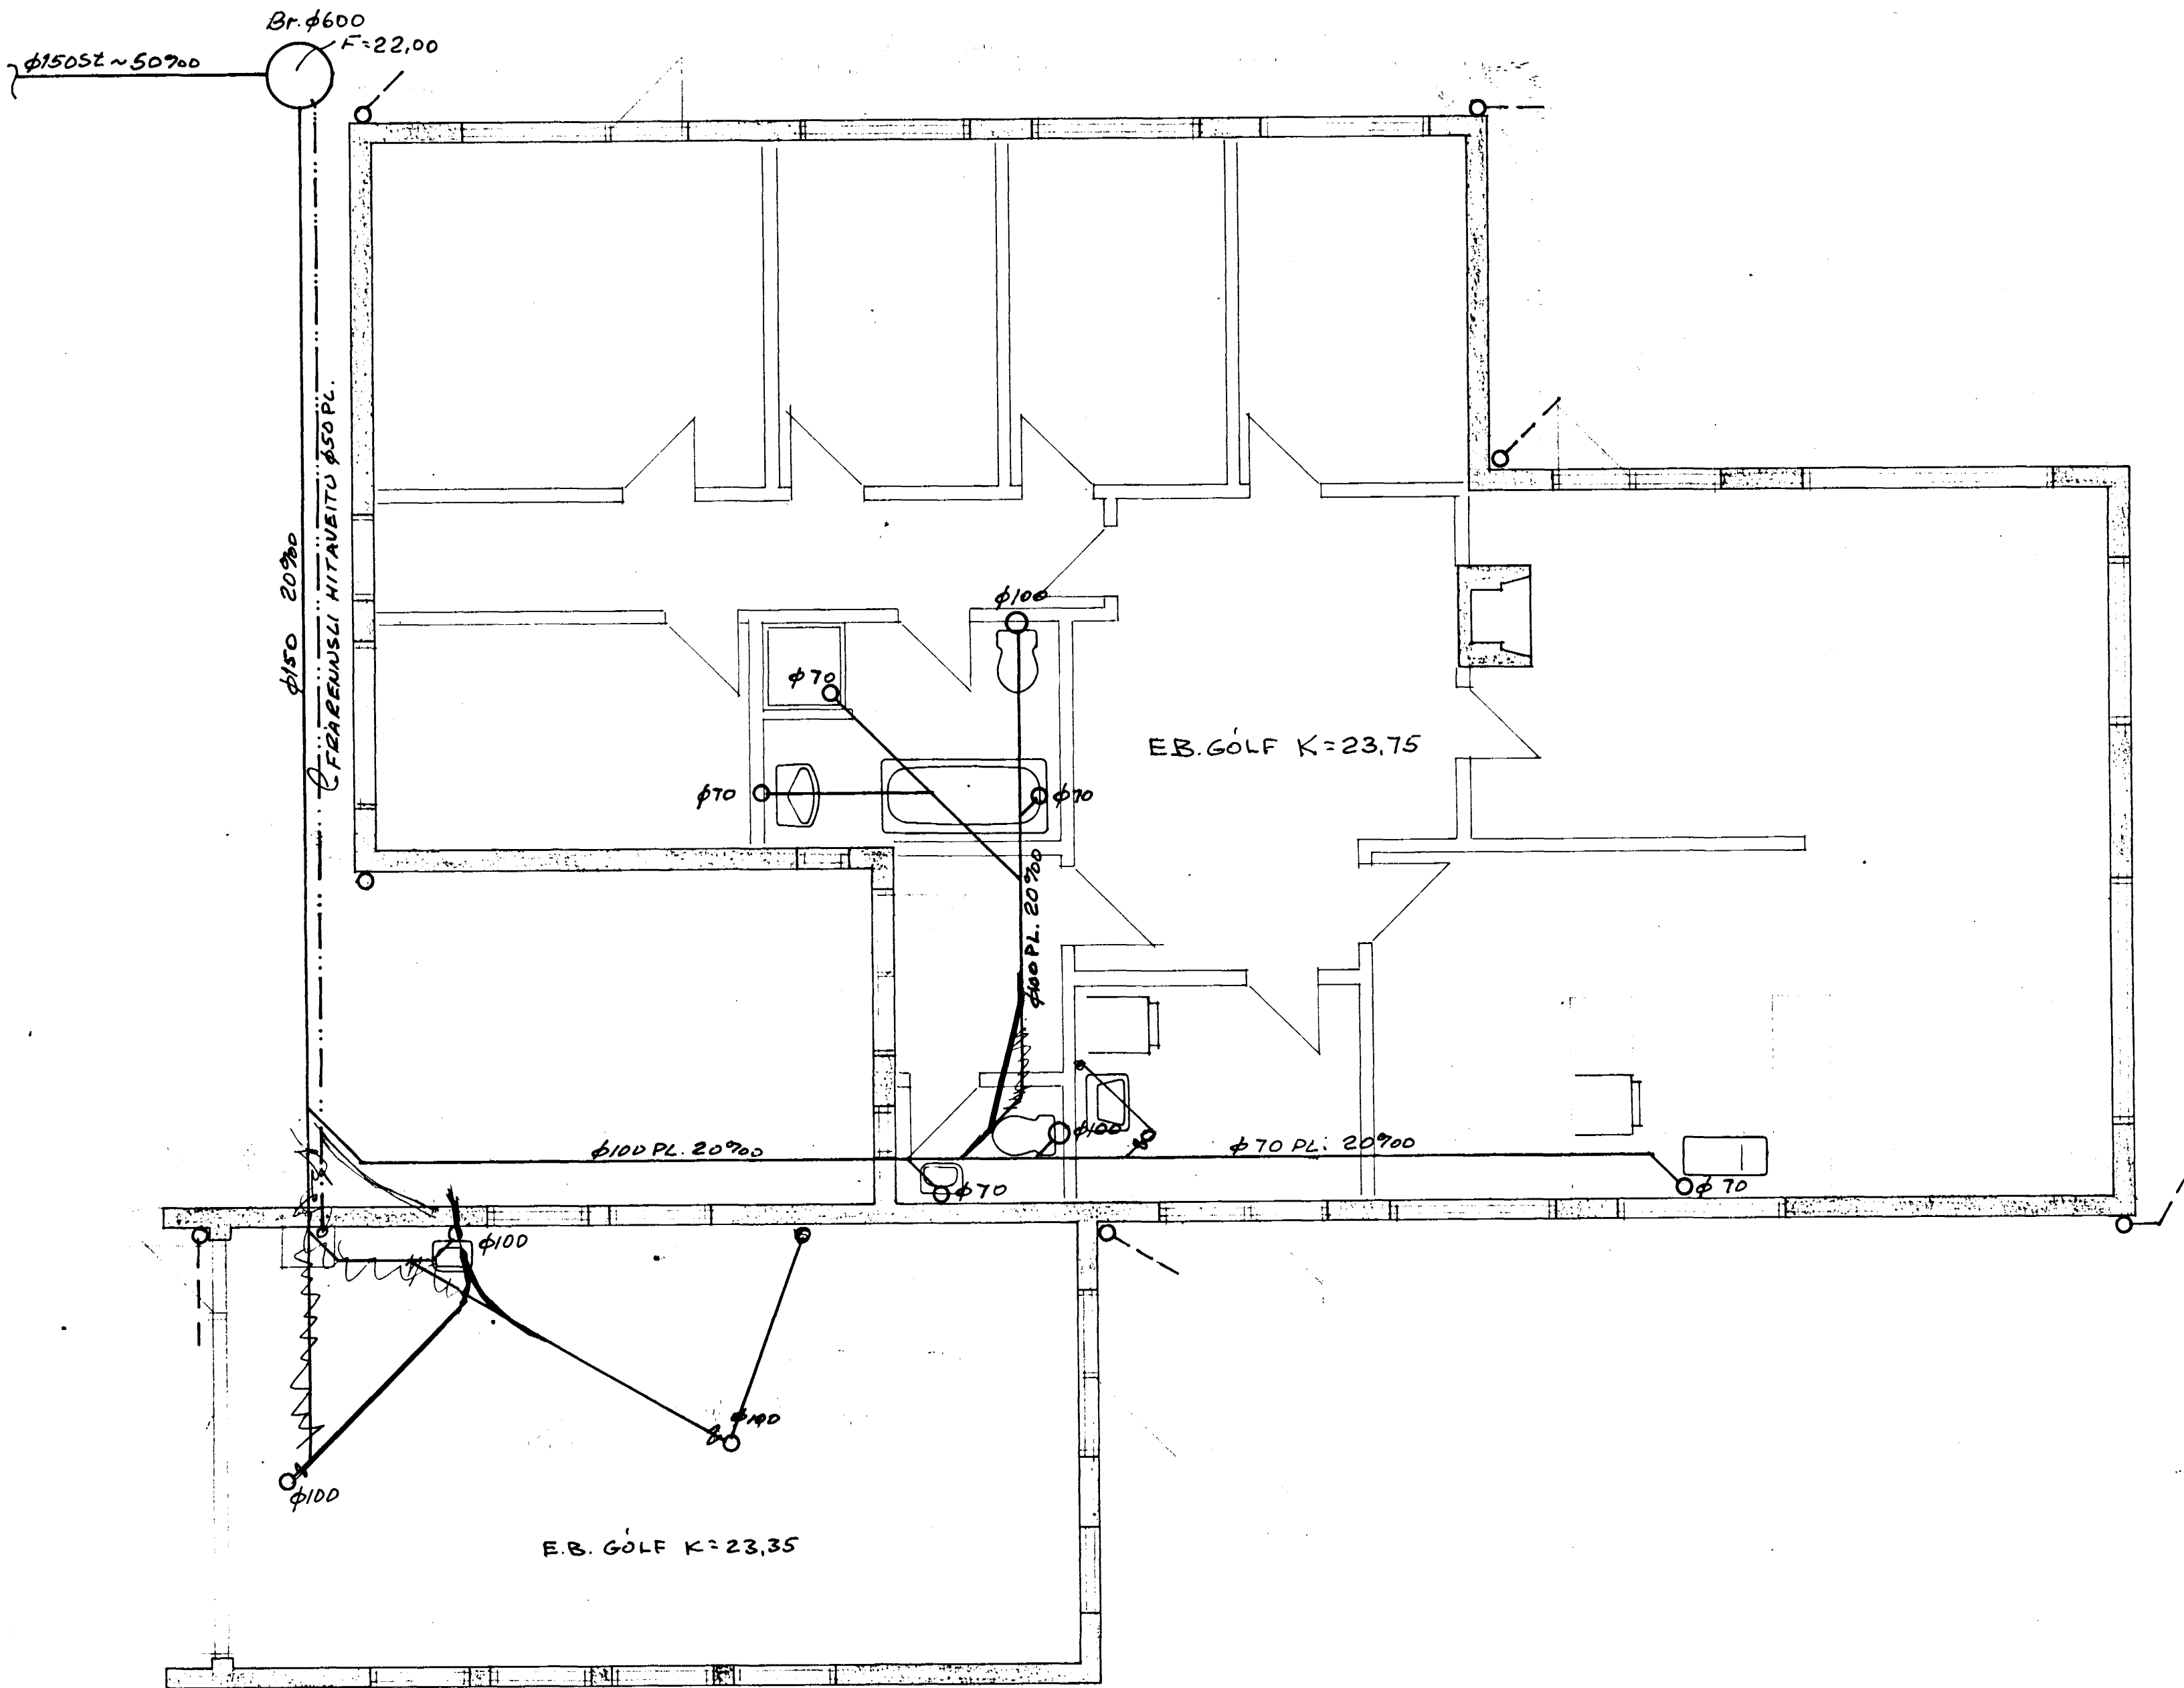 Br. φ600
F=22,00
φ150St ~ 50‰
φ150 20‰
FRÁRENNSLI HITAVEITU φ50 PL.
φ100
φ70
E.B. GÓLF K=23,75
φ70
φ70
φ100 PL. 20‰
φ100
φ100 PL. 20‰
φ70 PL. 20‰
φ70
φ70
φ100
φ100
φ100
E.B. GÓLF K=23,35